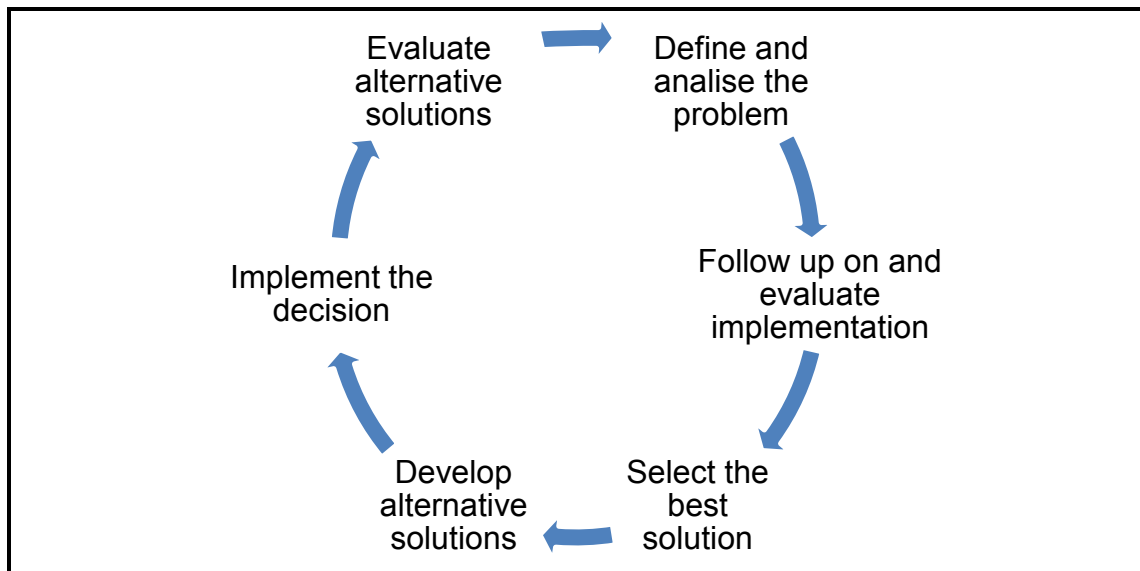 Evaluate
alternative
solutions
Define and
analise the
problem
Follow up on and
evaluate
implementation
Select the
best
solution
Develop
alternative
solutions
Implement the
decision